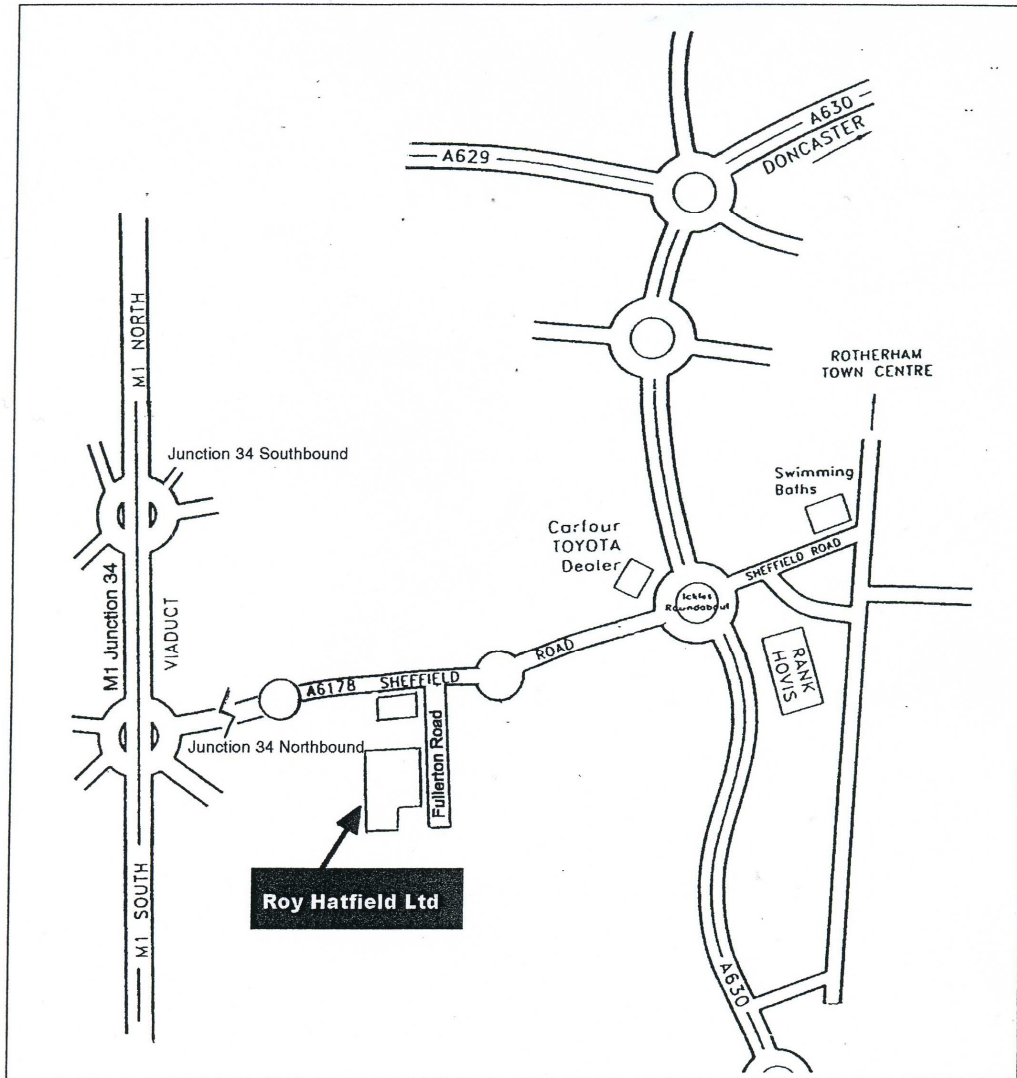 A630
DONCASTER
A629
M1 NORTH
ROTHERHAM
TOWN CENTRE
Junction 34 Southbound
Swimming
Baths
Carfour
TOYOTA
Dealer
SHEFFIELD ROAD
Ickles
Roundabout
M1 Junction 34
VIADUCT
ROAD
RANK
HOVIS
A6178 SHEFFIELD
Junction 34 Northbound
Fullerton Road
Roy Hatfield Ltd
M1 SOUTH
A630